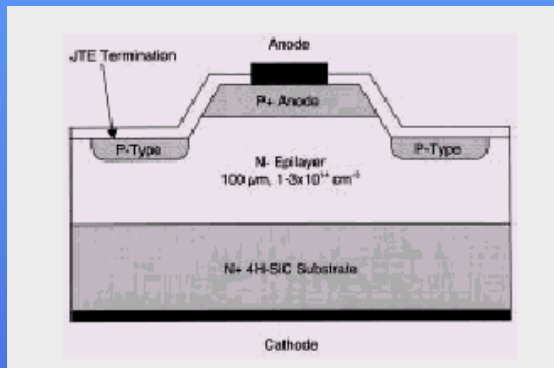 Anode
JTE Termination
P+ Anode
P-Type
P-Type
N- Epilayer
100 μm, 1-3x10¹⁴ cm⁻³
N+ 4H-SiC Substrate
Cathode